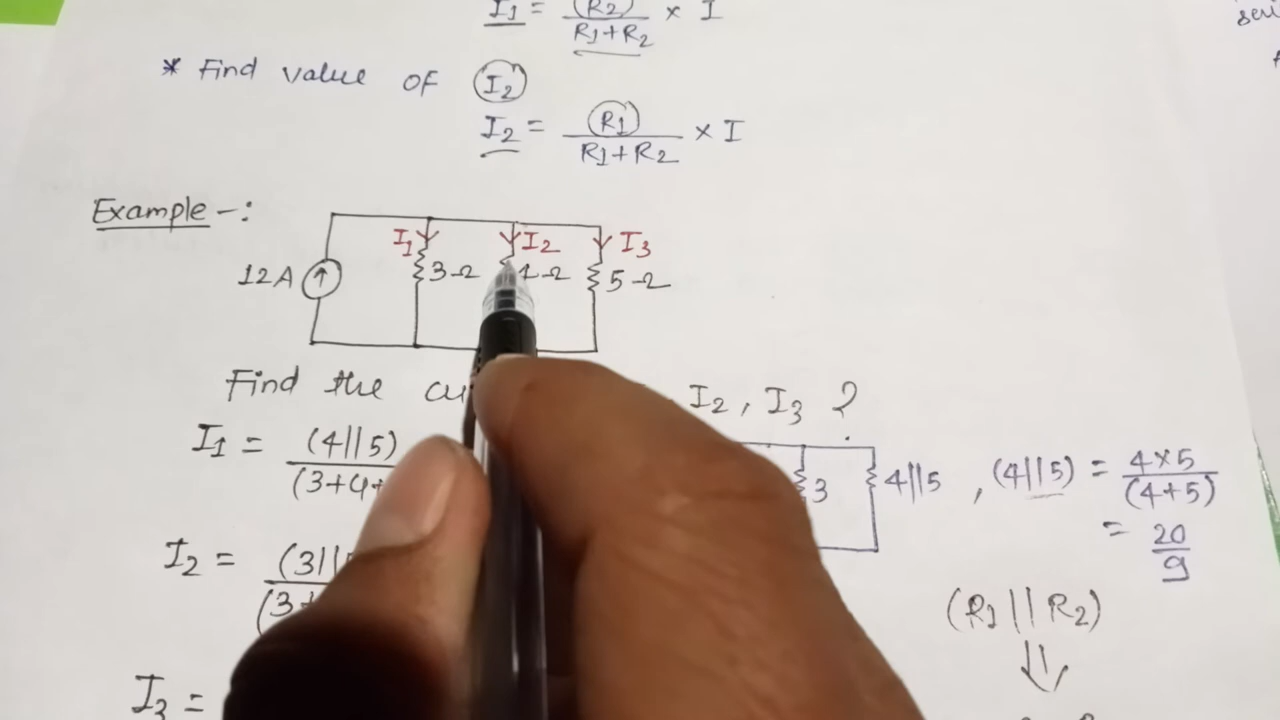 I1 = (R2) / R1+R2 × I
* Find value of I2
I2 = R1 / R1+R2 × I
Example -:
I1 I2 I3
12A 3Ω 5Ω
Find the
I2, I3 ?
I1 = (4||5) / (3+4+
3 4||5 , (4||5) = 4×5 / (4+5)
= 20 / 9
I2 = (3|| / (3+
(R1||R2)
I3 =